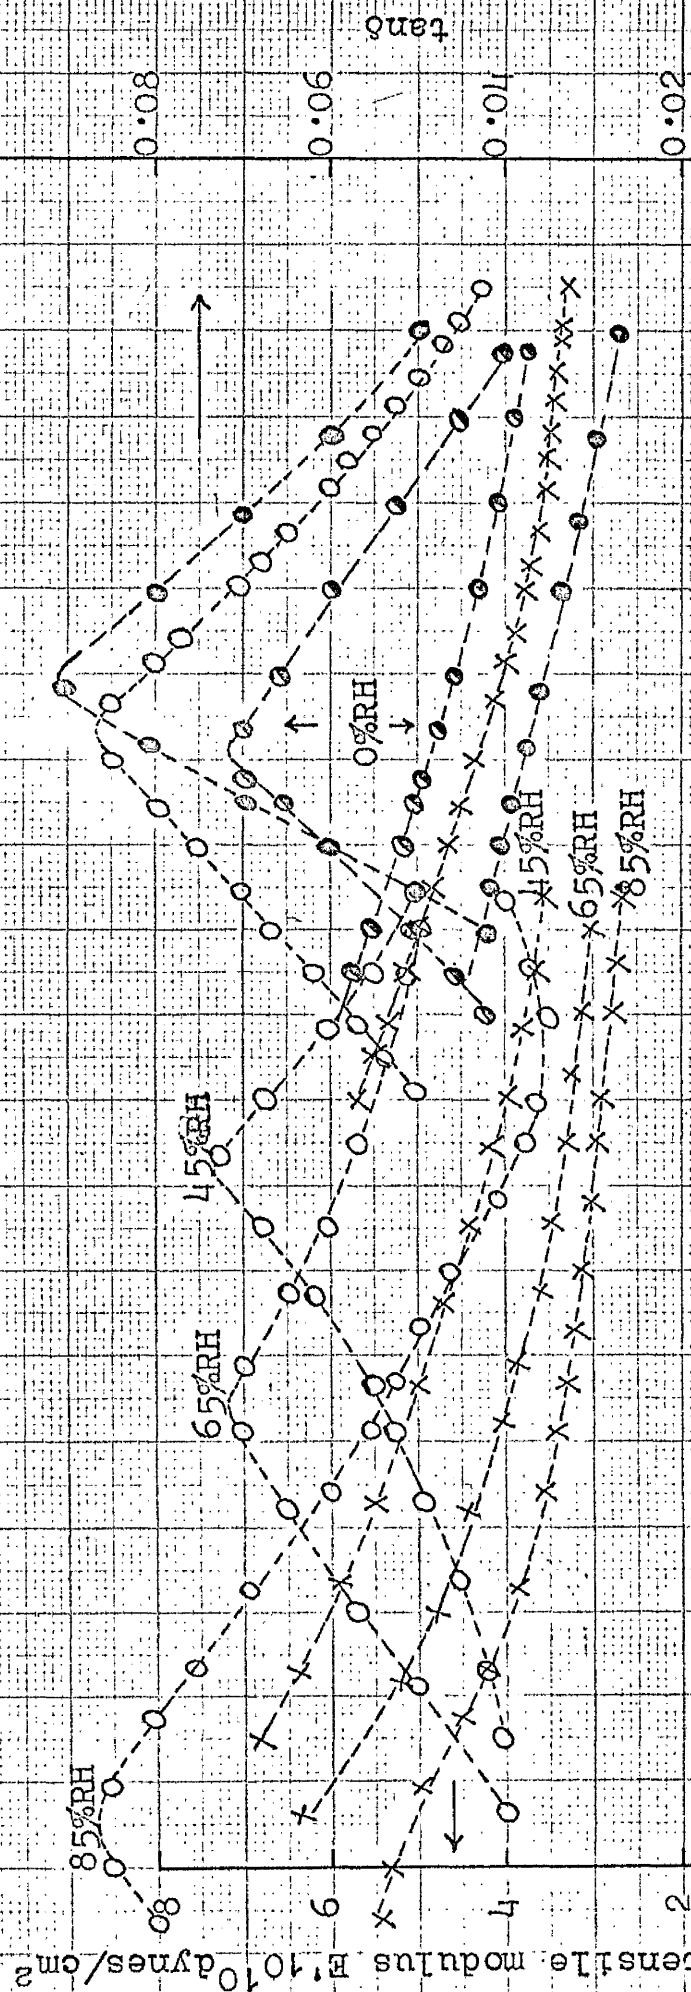 tanδ
0.08
0.06
0.04
0.02
0%RH
45%RH
65%RH
85%RH
45%RH
65%RH
85%RH
8
6
4
2
ensile modulus E'10¹⁰dynes/cm²